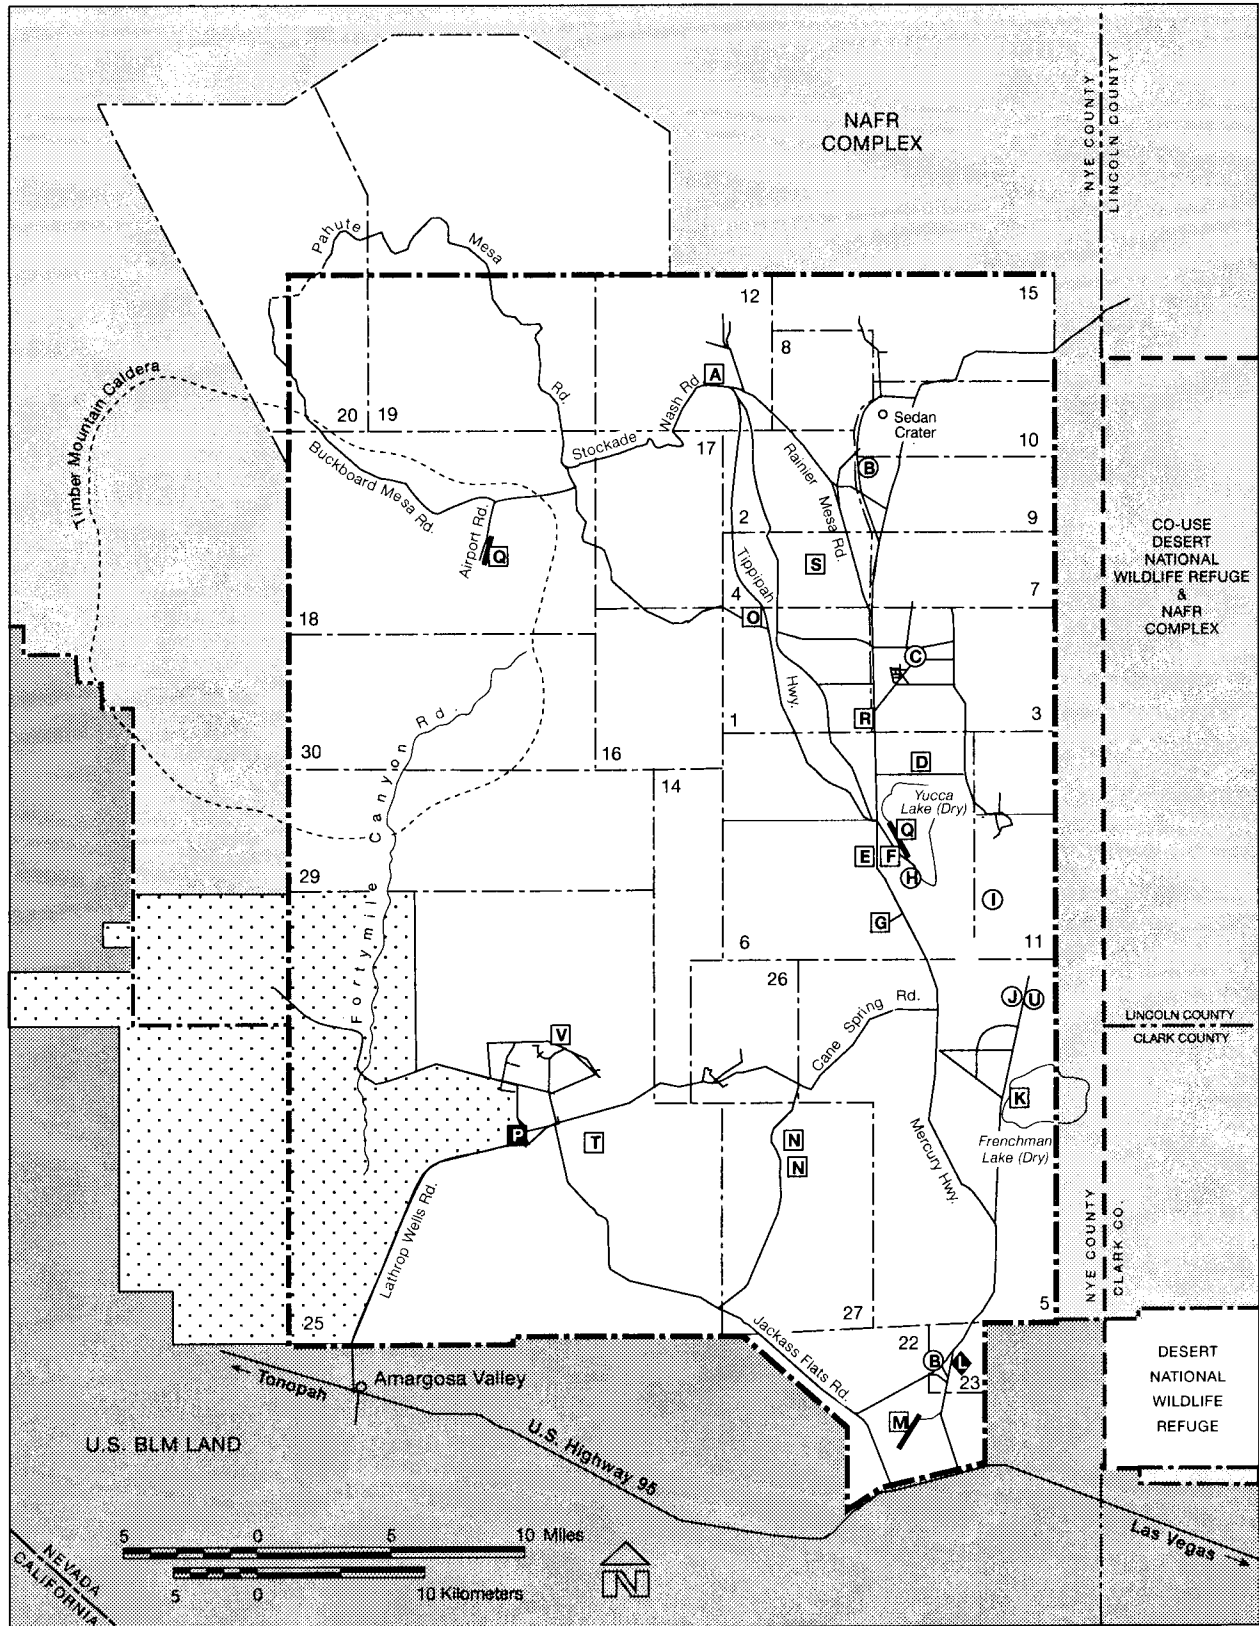 NAFR
COMPLEX
NYE COUNTY
LINCOLN COUNTY
Pahute
Mesa
12
15
8
Timber Mountain Caldera
A
Rd.
Wash Rd.
20
19
Sedan
Crater
Stockade
17
10
Buckboard Mesa Rd.
Rainier
B
Mesa Rd.
2
9
CO-USE
DESERT
NATIONAL
WILDLIFE REFUGE
&
NAFR
COMPLEX
Airport Rd.
Q
Tippipah
S
4
7
18
O
C
Hwy.
Fortymile Canyon Rd.
R
1
3
30
16
D
14
Yucca
Lake (Dry)
Q
E
F
H
29
I
G
6
11
26
Cane Spring Rd.
J
U
LINCOLN COUNTY
CLARK COUNTY
V
K
P
T
N
N
Frenchman
Lake (Dry)
Mercury Hwy.
Lathrop Wells Rd.
NYE COUNTY
CLARK CO.
25
27
5
Jackass Flats Rd.
22
B
L
23
DESERT
NATIONAL
WILDLIFE
REFUGE
Tonopah
Amargosa Valley
M
U.S. BLM LAND
U.S. Highway 95
5 0 5 10 Miles
5 0 10 Kilometers
N
Las Vegas
NEVADA
CALIFORNIA